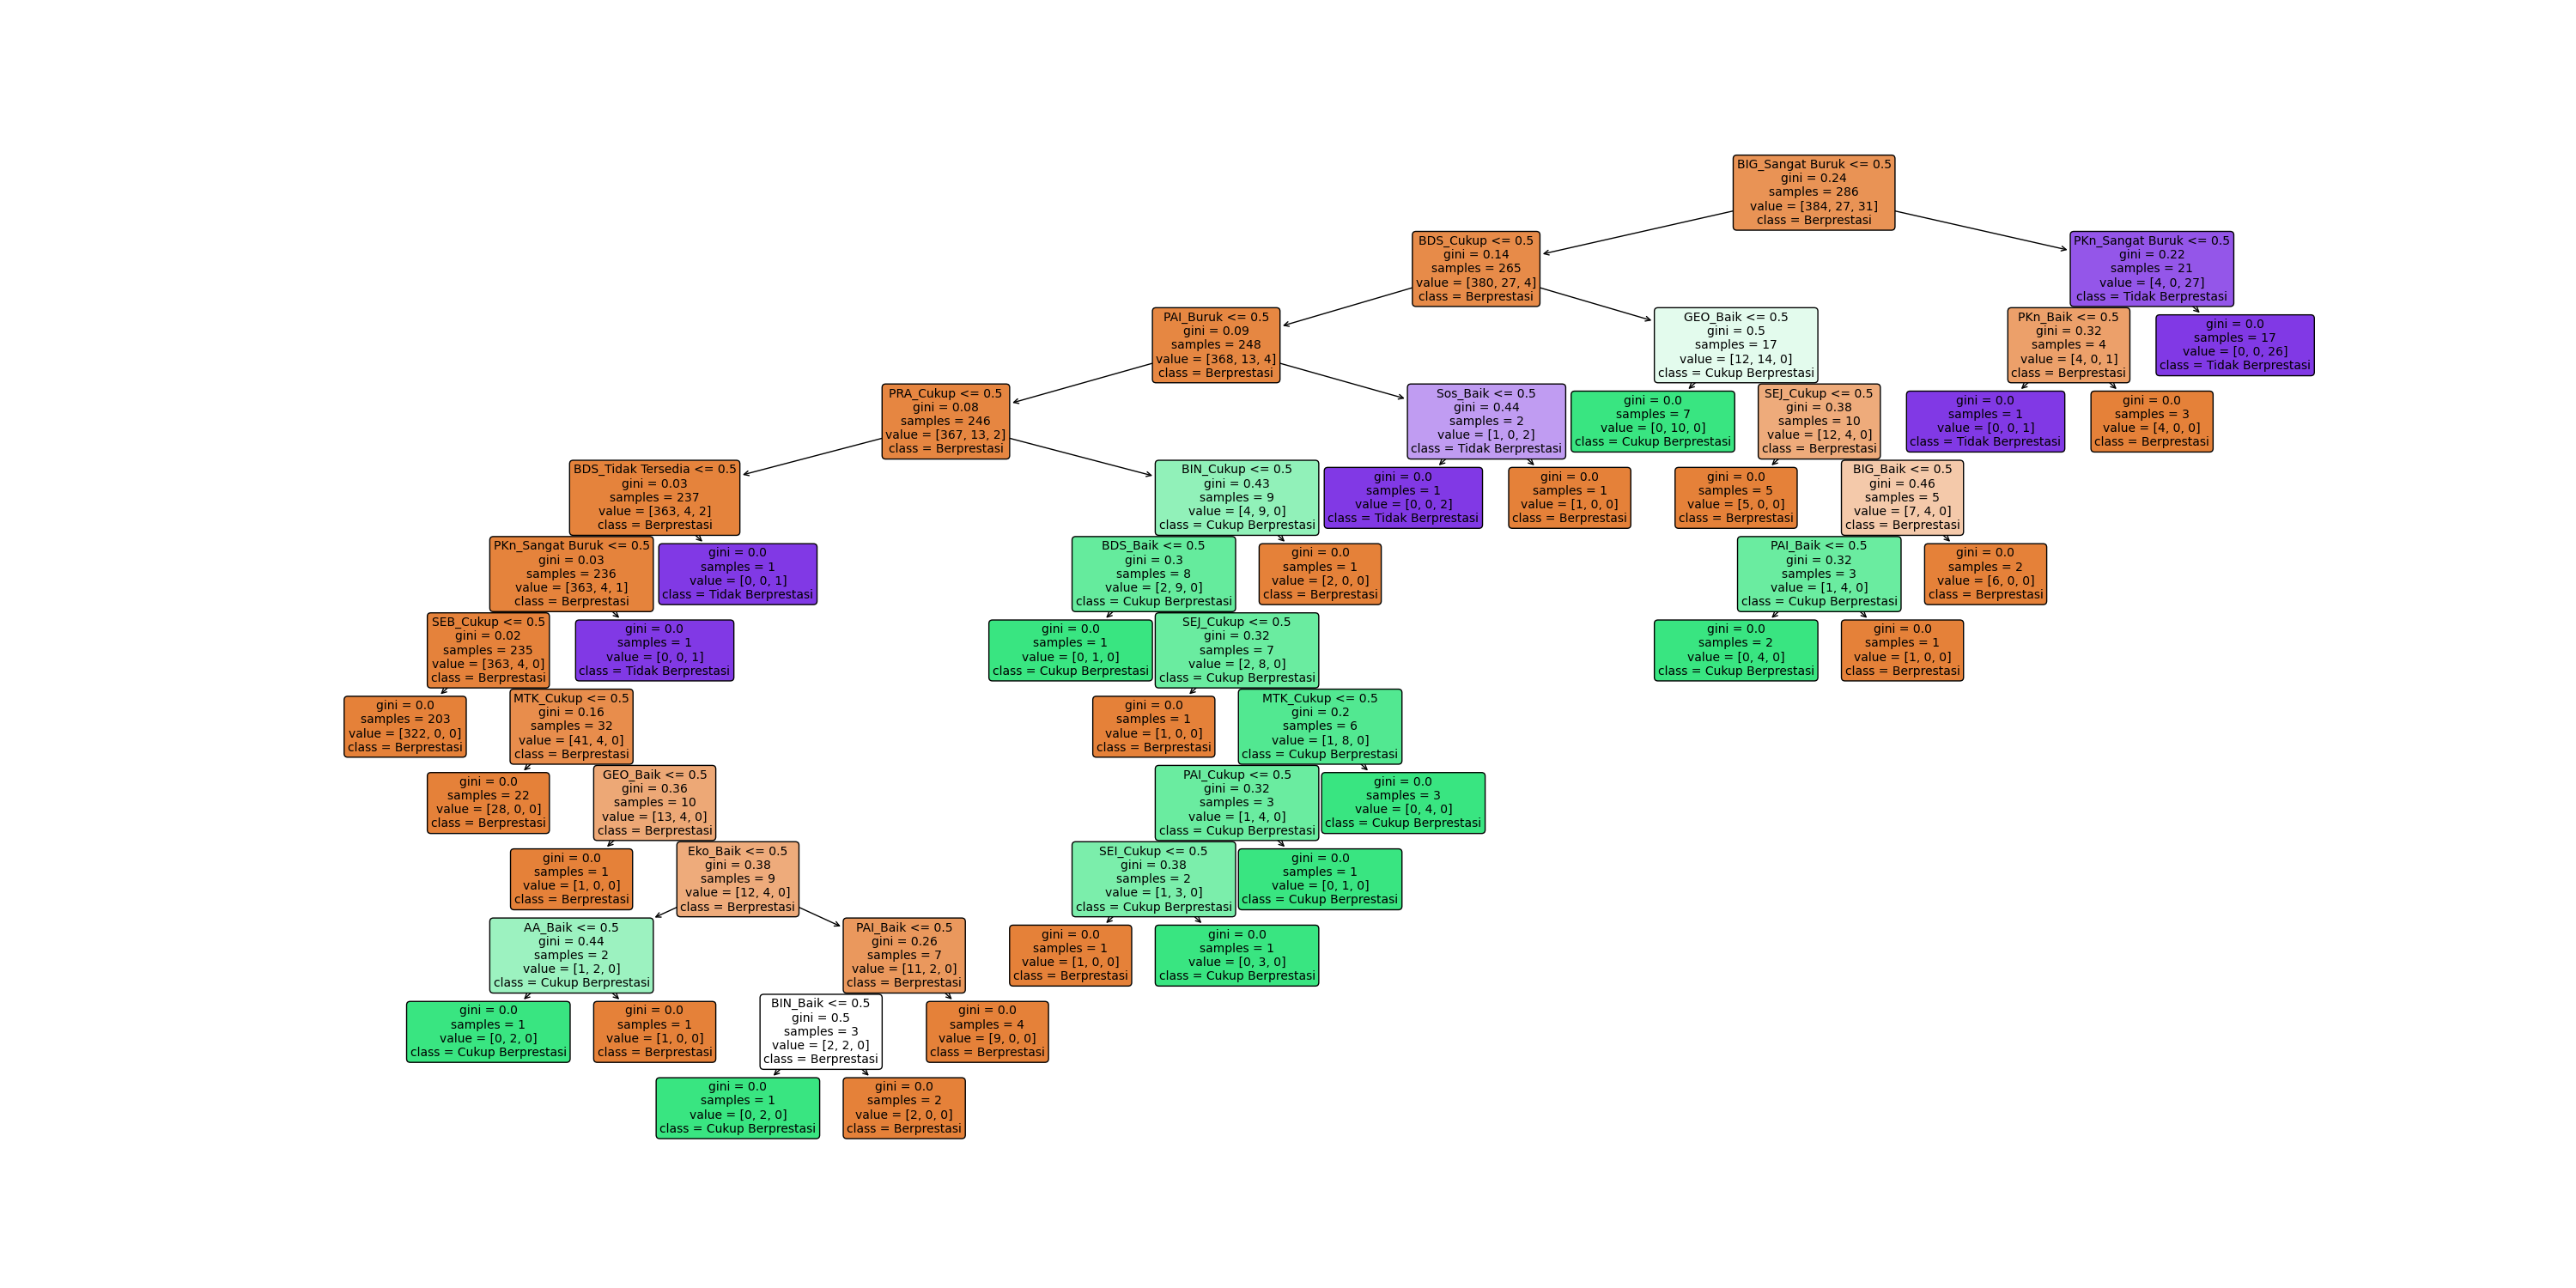 BIG_Sangat Buruk <= 0.5
gini = 0.24
samples = 286
value = [384, 27, 31]
class = Berprestasi
BDS_Cukup <= 0.5
gini = 0.14
samples = 265
value = [380, 27, 4]
class = Berprestasi
PKn_Sangat Buruk <= 0.5
gini = 0.22
samples = 21
value = [4, 0, 27]
class = Tidak Berprestasi
PAI_Buruk <= 0.5
gini = 0.09
samples = 248
value = [368, 13, 4]
class = Berprestasi
GEO_Baik <= 0.5
gini = 0.5
samples = 17
value = [12, 14, 0]
class = Cukup Berprestasi
PKn_Baik <= 0.5
gini = 0.32
samples = 4
value = [4, 0, 1]
class = Berprestasi
gini = 0.0
samples = 17
value = [0, 0, 26]
class = Tidak Berprestasi
PRA_Cukup <= 0.5
gini = 0.08
samples = 246
value = [367, 13, 2]
class = Berprestasi
Sos_Baik <= 0.5
gini = 0.44
samples = 2
value = [1, 0, 2]
class = Tidak Berprestasi
gini = 0.0
samples = 7
value = [0, 10, 0]
class = Cukup Berprestasi
SEJ_Cukup <= 0.5
gini = 0.38
samples = 10
value = [12, 4, 0]
class = Berprestasi
gini = 0.0
samples = 1
value = [0, 0, 1]
class = Tidak Berprestasi
gini = 0.0
samples = 3
value = [4, 0, 0]
class = Berprestasi
BDS_Tidak Tersedia <= 0.5
gini = 0.03
samples = 237
value = [363, 4, 2]
class = Berprestasi
BIN_Cukup <= 0.5
gini = 0.43
samples = 9
value = [4, 9, 0]
class = Cukup Berprestasi
gini = 0.0
samples = 1
value = [0, 0, 2]
class = Tidak Berprestasi
gini = 0.0
samples = 1
value = [1, 0, 0]
class = Berprestasi
gini = 0.0
samples = 5
value = [5, 0, 0]
class = Berprestasi
BIG_Baik <= 0.5
gini = 0.46
samples = 5
value = [7, 4, 0]
class = Berprestasi
PKn_Sangat Buruk <= 0.5
gini = 0.03
samples = 236
value = [363, 4, 1]
class = Berprestasi
gini = 0.0
samples = 1
value = [0, 0, 1]
class = Tidak Berprestasi
BDS_Baik <= 0.5
gini = 0.3
samples = 8
value = [2, 9, 0]
class = Cukup Berprestasi
gini = 0.0
samples = 1
value = [2, 0, 0]
class = Berprestasi
PAI_Baik <= 0.5
gini = 0.32
samples = 3
value = [1, 4, 0]
class = Cukup Berprestasi
gini = 0.0
samples = 2
value = [6, 0, 0]
class = Berprestasi
SEB_Cukup <= 0.5
gini = 0.02
samples = 235
value = [363, 4, 0]
class = Berprestasi
gini = 0.0
samples = 1
value = [0, 0, 1]
class = Tidak Berprestasi
gini = 0.0
samples = 1
value = [0, 1, 0]
class = Cukup Berprestasi
SEJ_Cukup <= 0.5
gini = 0.32
samples = 7
value = [2, 8, 0]
class = Cukup Berprestasi
gini = 0.0
samples = 2
value = [0, 4, 0]
class = Cukup Berprestasi
gini = 0.0
samples = 1
value = [1, 0, 0]
class = Berprestasi
gini = 0.0
samples = 203
value = [322, 0, 0]
class = Berprestasi
MTK_Cukup <= 0.5
gini = 0.16
samples = 32
value = [41, 4, 0]
class = Berprestasi
gini = 0.0
samples = 1
value = [1, 0, 0]
class = Berprestasi
MTK_Cukup <= 0.5
gini = 0.2
samples = 6
value = [1, 8, 0]
class = Cukup Berprestasi
gini = 0.0
samples = 22
value = [28, 0, 0]
class = Berprestasi
GEO_Baik <= 0.5
gini = 0.36
samples = 10
value = [13, 4, 0]
class = Berprestasi
PAI_Cukup <= 0.5
gini = 0.32
samples = 3
value = [1, 4, 0]
class = Cukup Berprestasi
gini = 0.0
samples = 3
value = [0, 4, 0]
class = Cukup Berprestasi
gini = 0.0
samples = 1
value = [1, 0, 0]
class = Berprestasi
Eko_Baik <= 0.5
gini = 0.38
samples = 9
value = [12, 4, 0]
class = Berprestasi
SEI_Cukup <= 0.5
gini = 0.38
samples = 2
value = [1, 3, 0]
class = Cukup Berprestasi
gini = 0.0
samples = 1
value = [0, 1, 0]
class = Cukup Berprestasi
AA_Baik <= 0.5
gini = 0.44
samples = 2
value = [1, 2, 0]
class = Cukup Berprestasi
PAI_Baik <= 0.5
gini = 0.26
samples = 7
value = [11, 2, 0]
class = Berprestasi
gini = 0.0
samples = 1
value = [1, 0, 0]
class = Berprestasi
gini = 0.0
samples = 1
value = [0, 3, 0]
class = Cukup Berprestasi
gini = 0.0
samples = 1
value = [0, 2, 0]
class = Cukup Berprestasi
gini = 0.0
samples = 1
value = [1, 0, 0]
class = Berprestasi
BIN_Baik <= 0.5
gini = 0.5
samples = 3
value = [2, 2, 0]
class = Berprestasi
gini = 0.0
samples = 4
value = [9, 0, 0]
class = Berprestasi
gini = 0.0
samples = 1
value = [0, 2, 0]
class = Cukup Berprestasi
gini = 0.0
samples = 2
value = [2, 0, 0]
class = Berprestasi